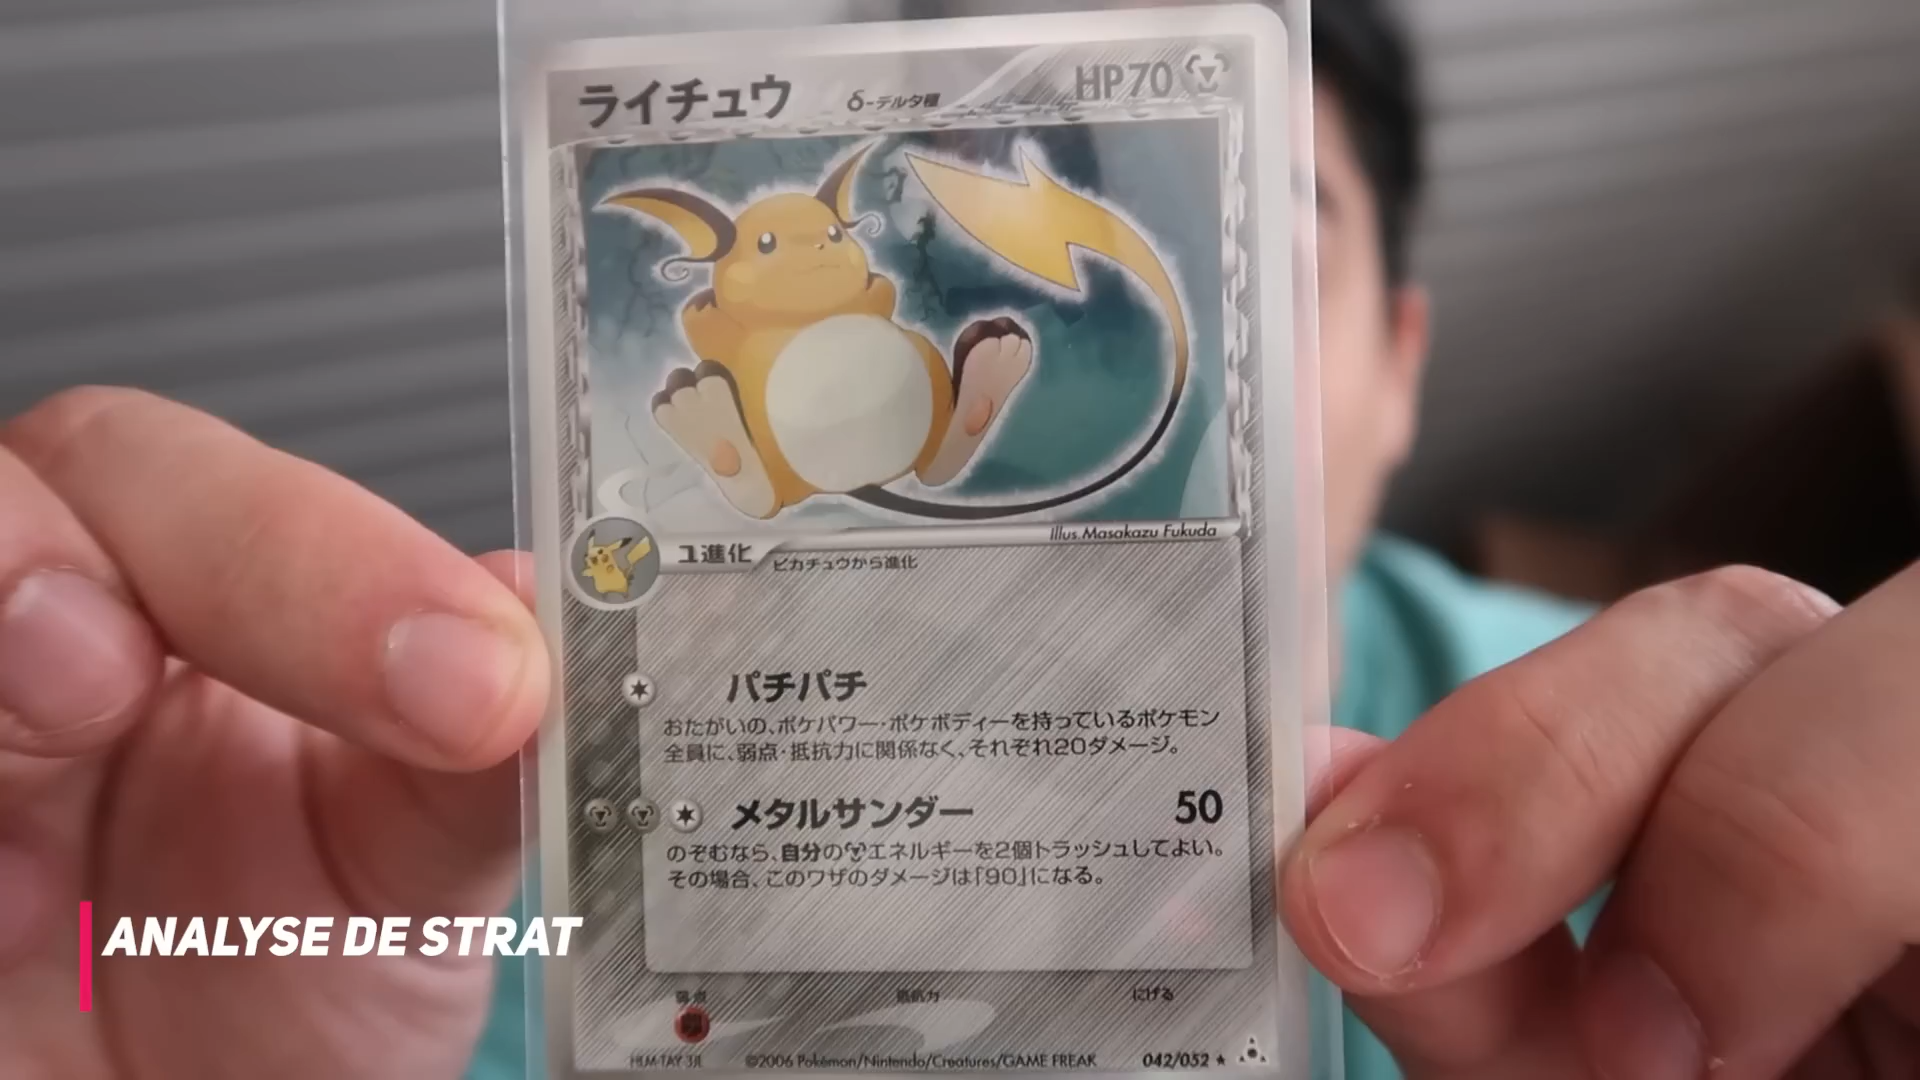 ライチュウ δ-デルタ種 HP70
Illus. Masakazu Fukuda
1進化 ピカチュウから進化
パチパチ
おたがいの、ポケパワー・ポケボディーを持っているポケモン
全員に、弱点・抵抗力に関係なく、それぞれ20ダメージ。
メタルサンダー 50
のぞむなら、自分のエネルギーを2個トラッシュしてよい。
その場合、このワザのダメージは「90」になる。
ANALYSE DE STRAT
弱点 抵抗力 にげる
©2006 Pokémon/Nintendo/Creatures/GAME FREAK 042/052 ★